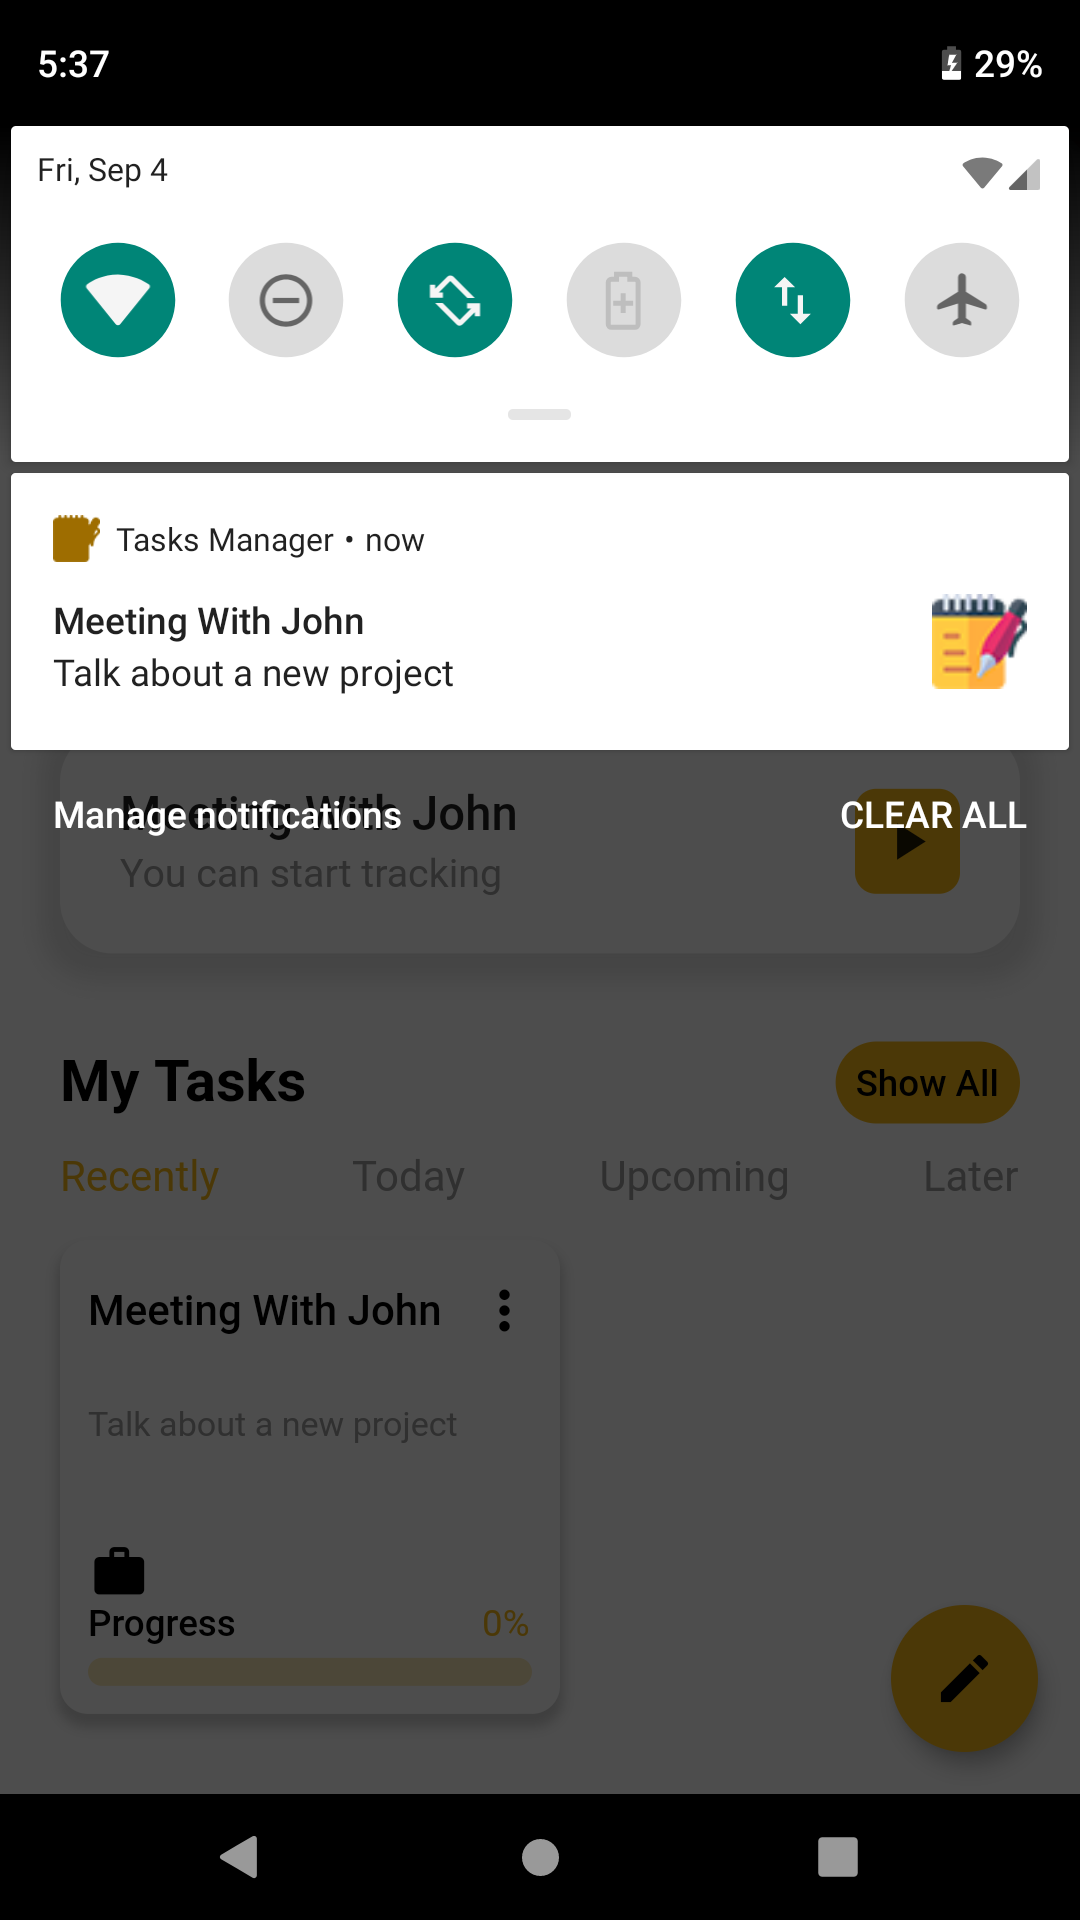 5:37
29%
Fri, Sep 4
Tasks Manager • now
Meeting With John
Talk about a new project
Manage notifications
CLEAR ALL
Meeting With John
You can start tracking
My Tasks
Show All
Recently
Today
Upcoming
Later
Meeting With John
Talk about a new project
Progress
0%